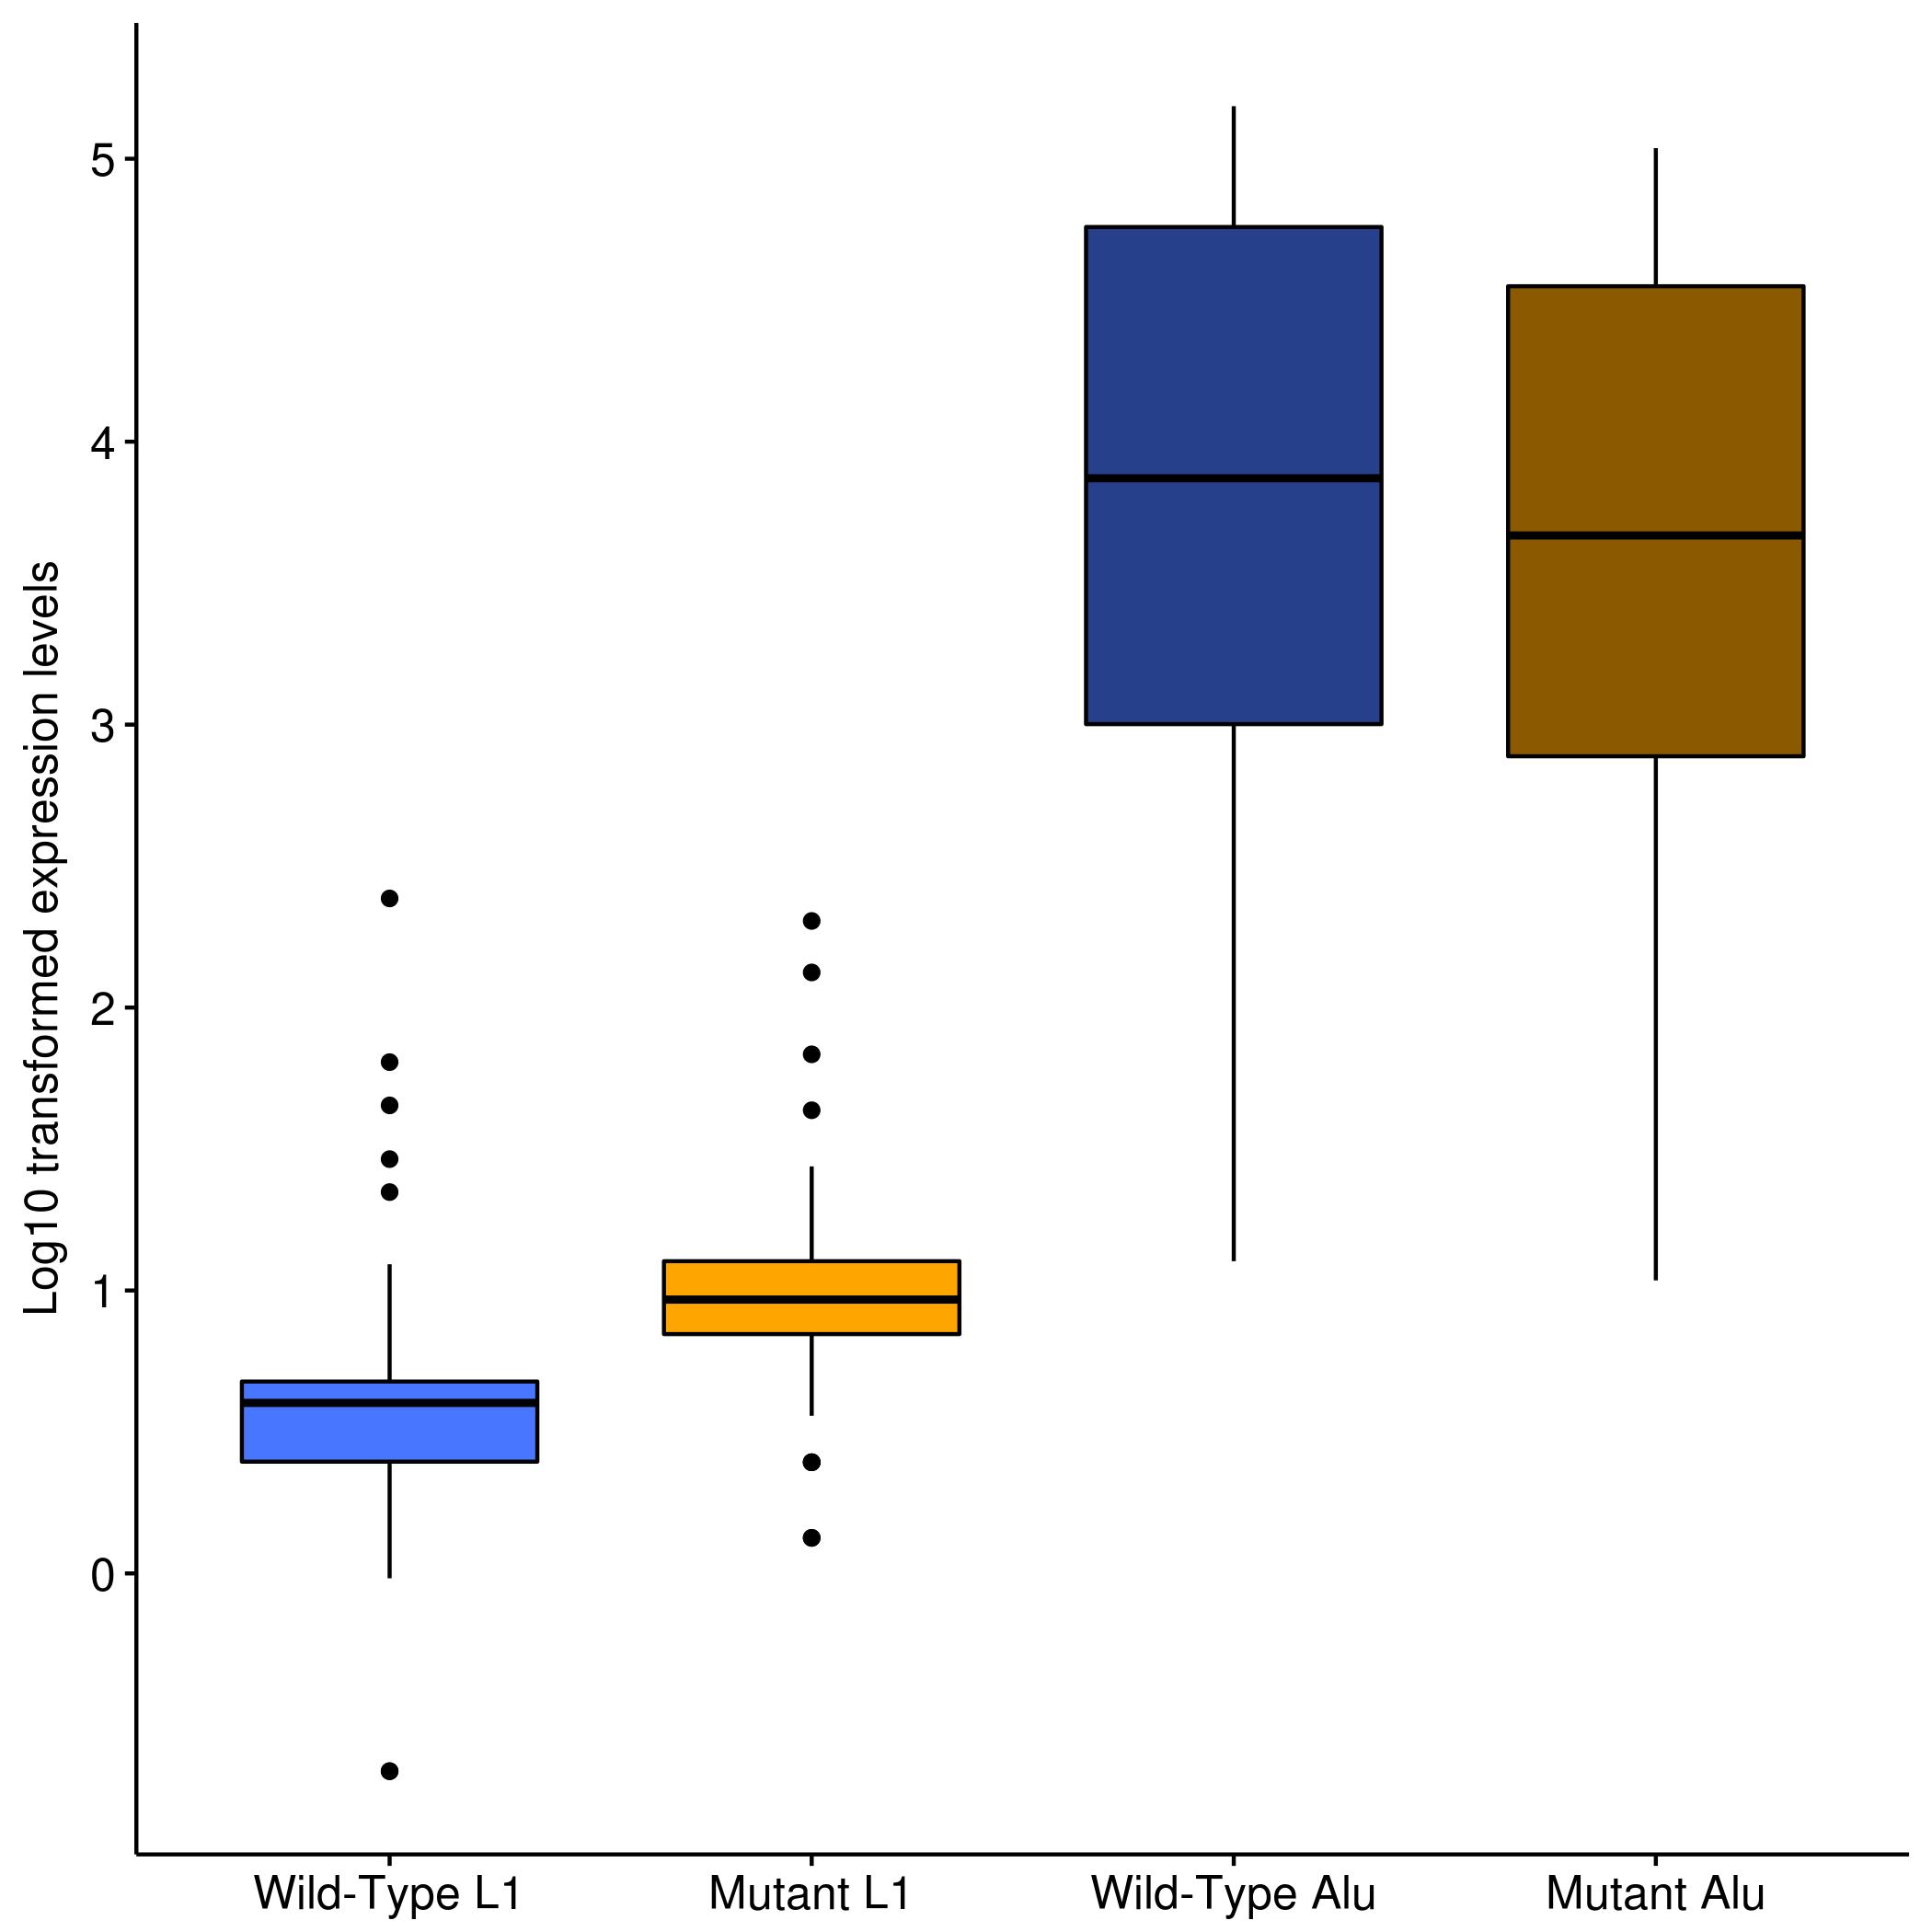 Log10 transformed expression levels
5
4
3
2
1
0
Wild-Type L1
Mutant L1
Wild-Type Alu
Mutant Alu